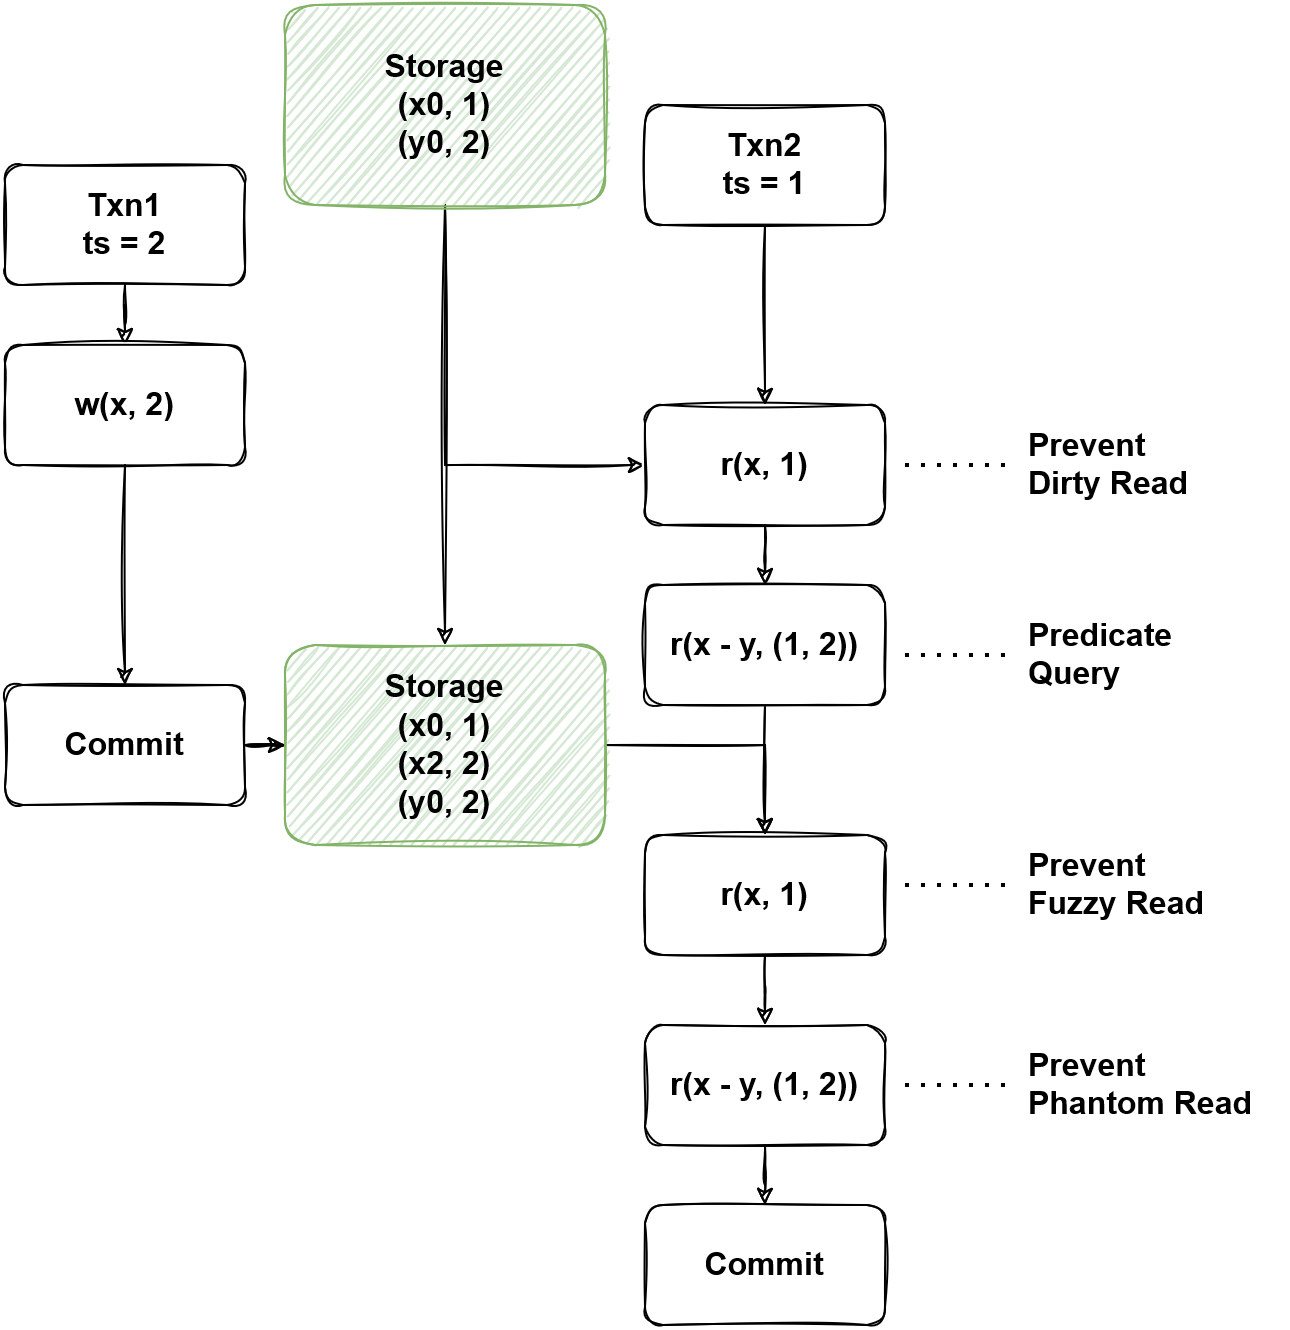 Storage
(x0, 1)
(y0, 2)
Txn2
ts = 1
Txn1
ts = 2
w(x, 2)
r(x, 1)
Prevent
Dirty Read
r(x - y, (1, 2))
Predicate
Query
Commit
Storage
(x0, 1)
(x2, 2)
(y0, 2)
r(x, 1)
Prevent
Fuzzy Read
r(x - y, (1, 2))
Prevent
Phantom Read
Commit